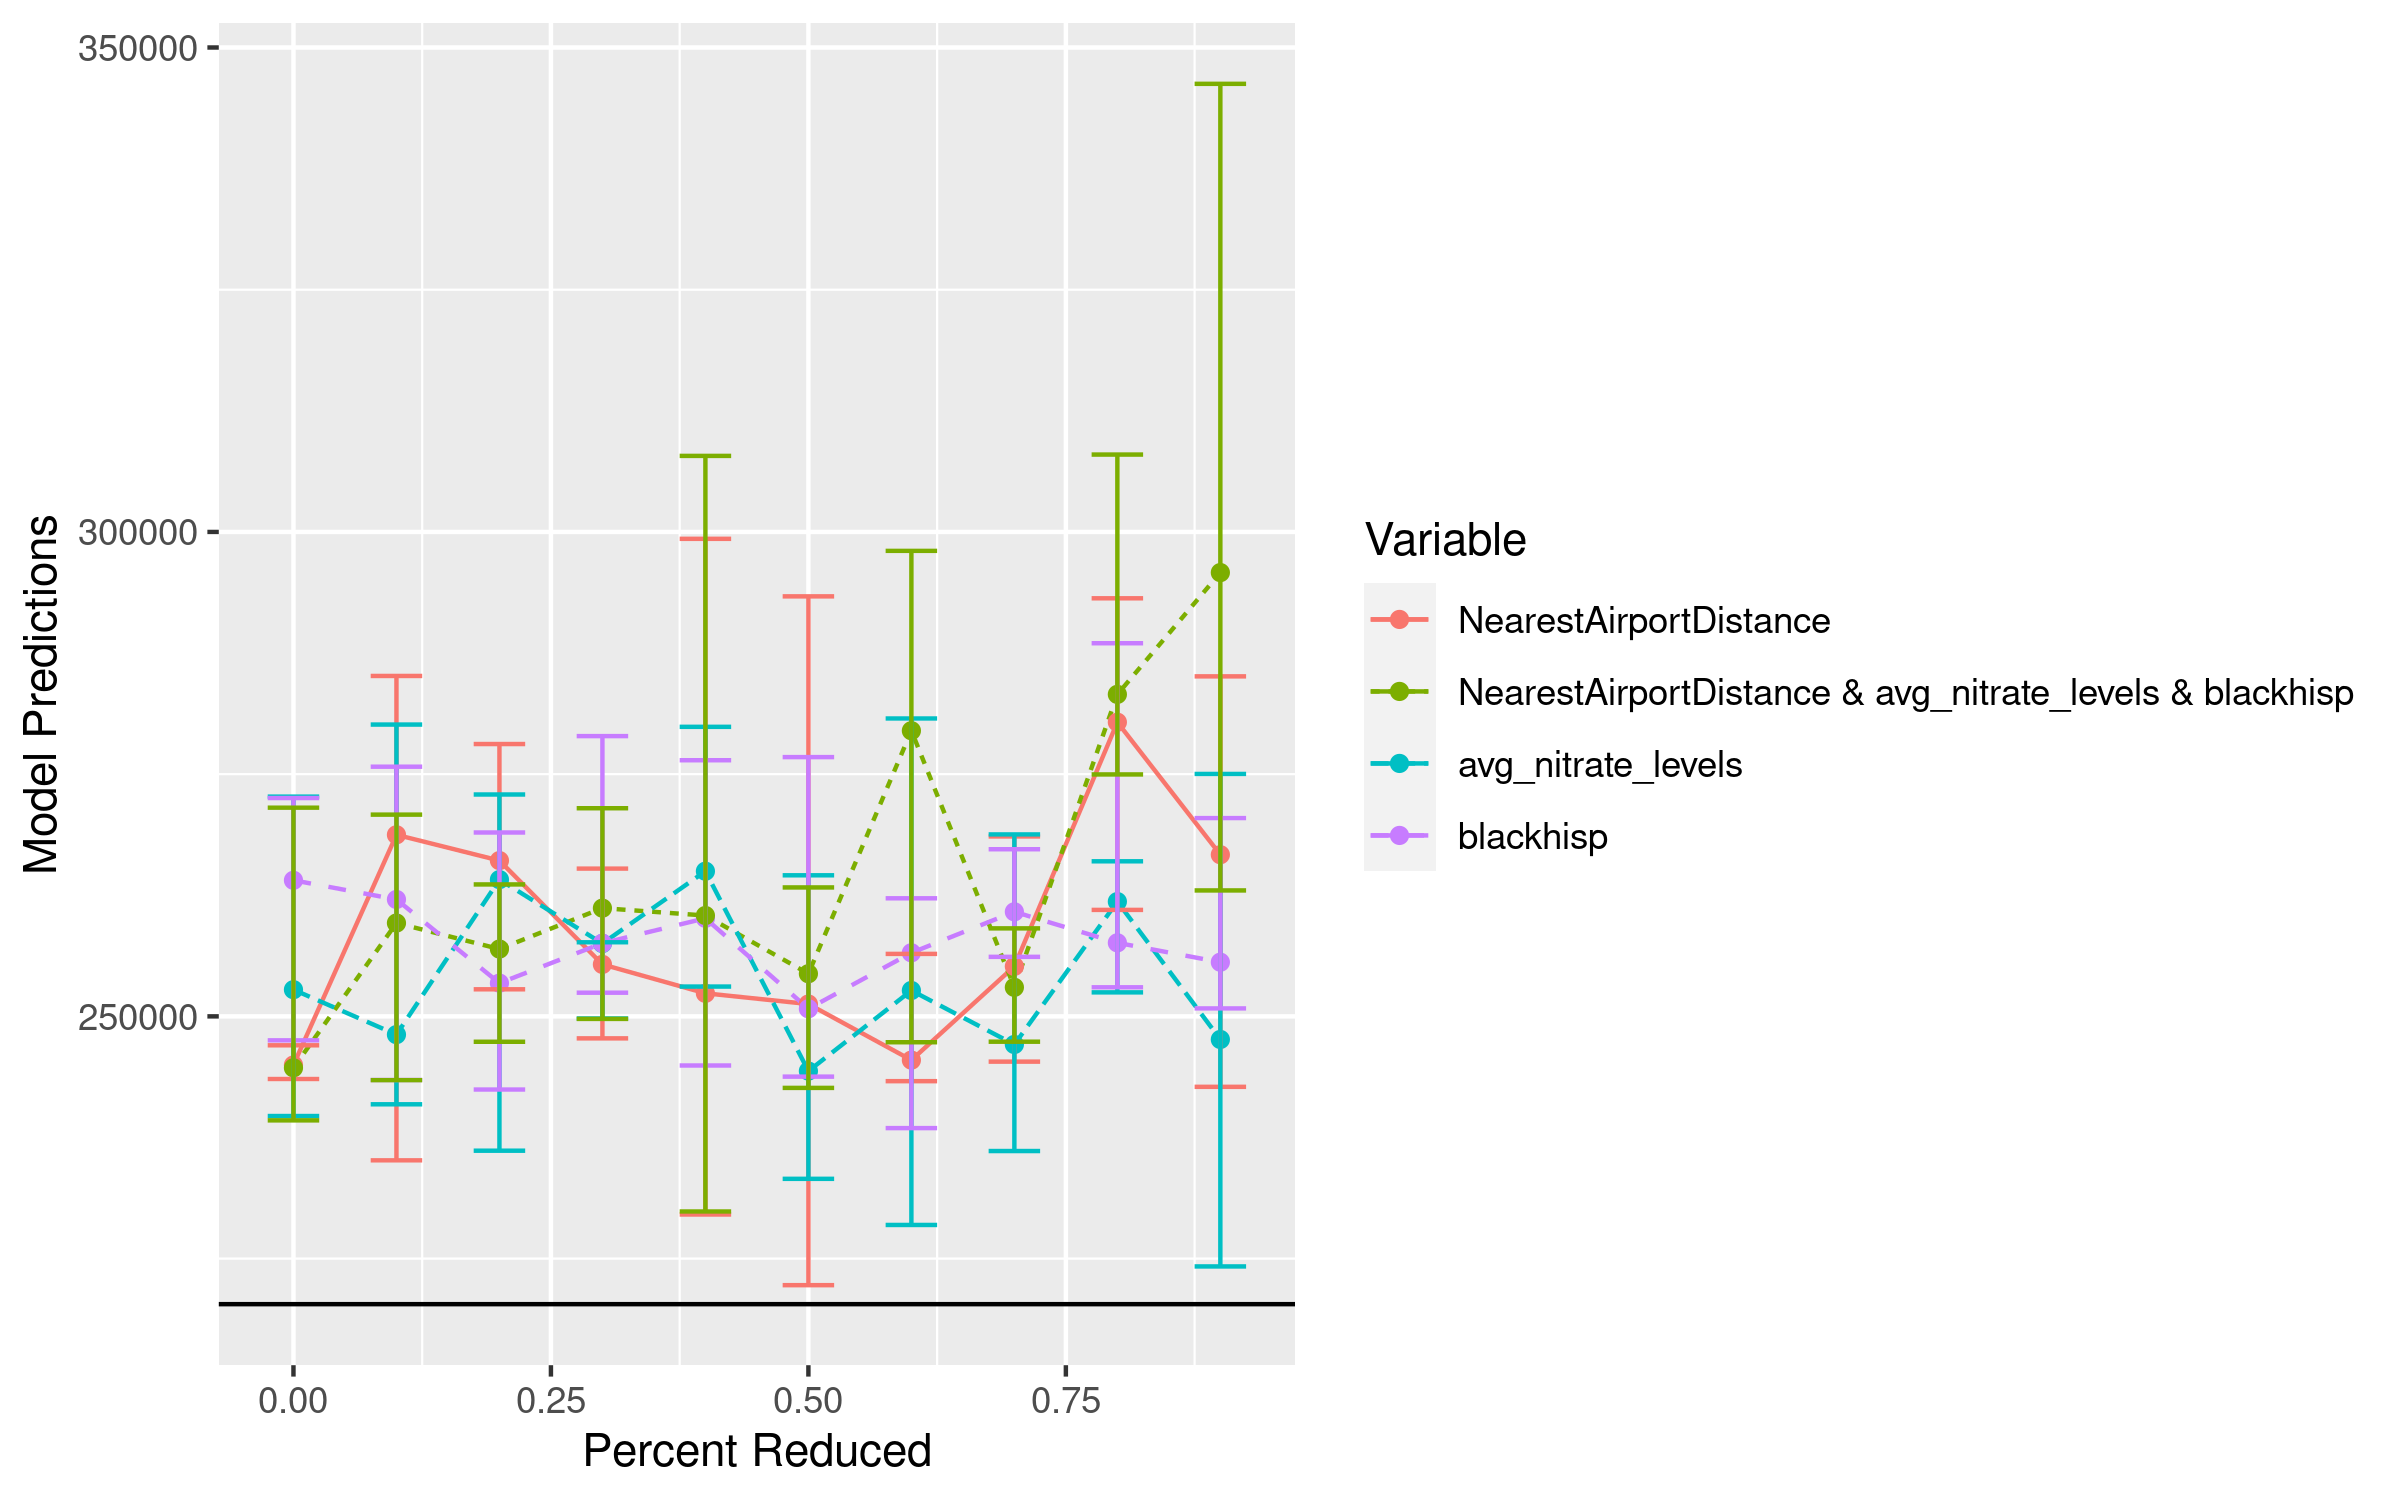 350000
300000
250000
Model Predictions
0.00
0.25
0.50
0.75
Percent Reduced
Variable
NearestAirportDistance
NearestAirportDistance & avg_nitrate_levels & blackhisp
avg_nitrate_levels
blackhisp